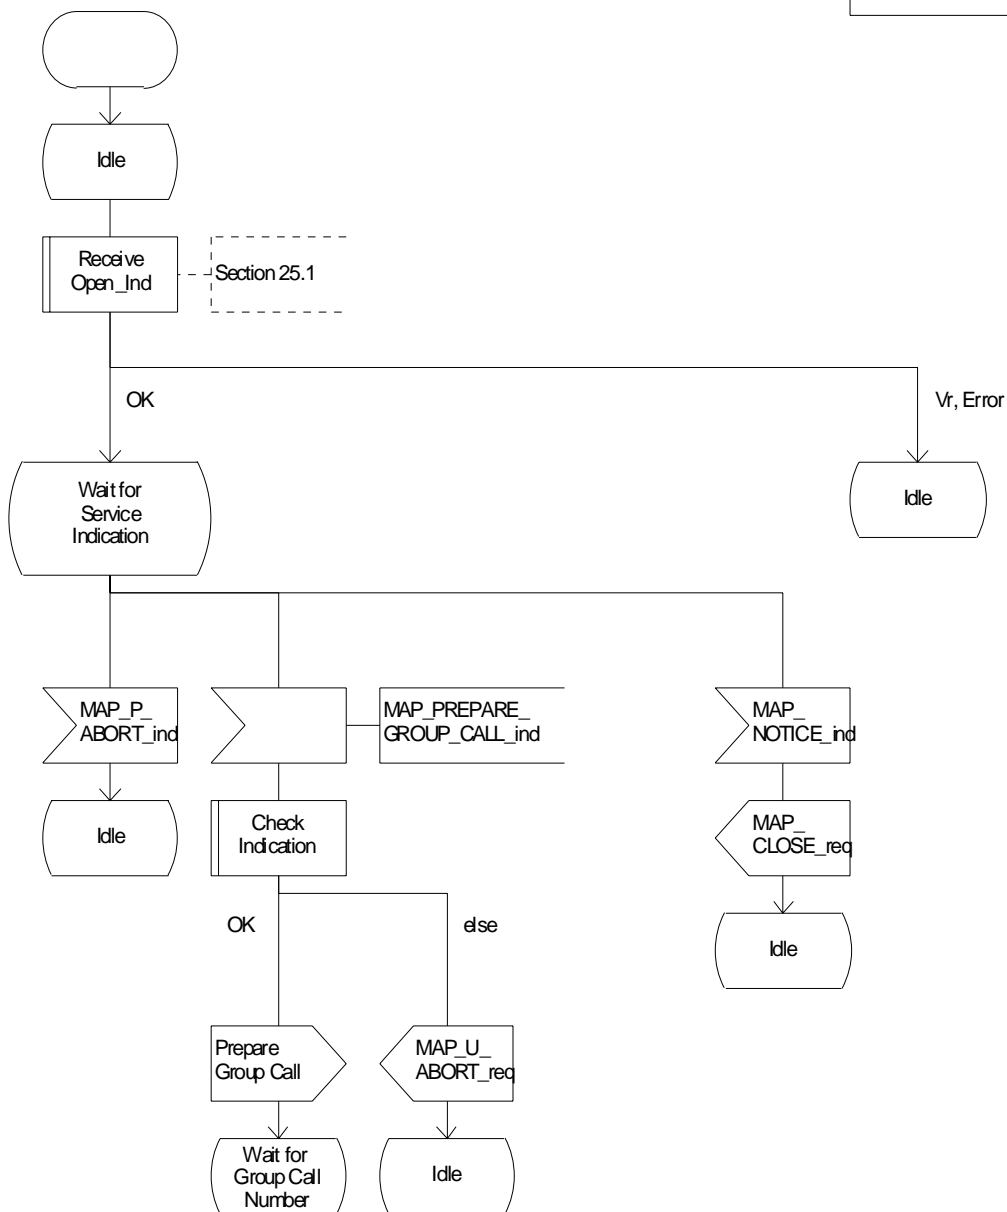 Idle
Receive
Open_Ind
Section 25.1
OK
Vr, Error
Wait for
Service
Indication
Idle
MAP_P_
ABORT_ind
MAP_PREPARE_
GROUP_CALL_ind
MAP_
NOTICE_ind
Idle
Check
Indication
MAP_
CLOSE_req
OK
else
Idle
Prepare
Group Call
MAP_U_
ABORT_req
Wait for
Group Call
Number
Idle